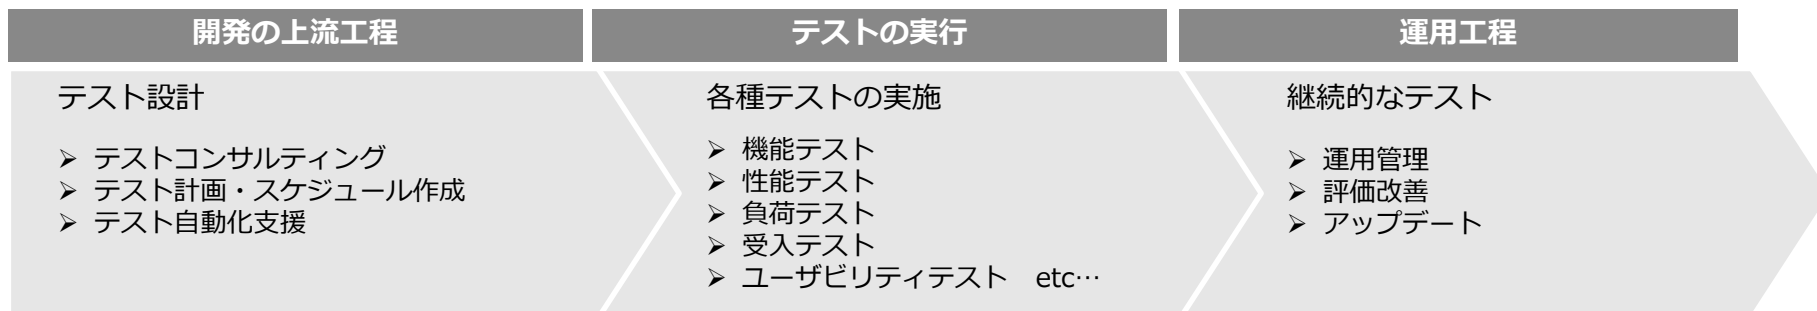 開発の上流工程
テスト設計
➢ テストコンサルティング
➢ テスト計画・スケジュール作成
➢ テスト自動化支援
テストの実行
各種テストの実施
➢ 機能テスト
➢ 性能テスト
➢ 負荷テスト
➢ 受入テスト
➢ ユーザビリティテスト　etc…
運用工程
継続的なテスト
➢ 運用管理
➢ 評価改善
➢ アップデート